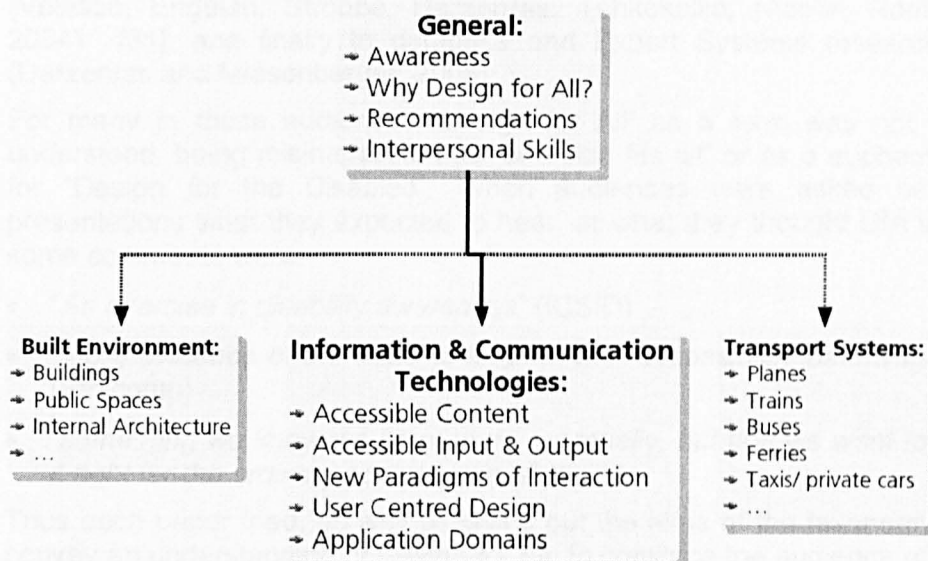 General:
→ Awareness
→ Why Design for All?
→ Recommendations
→ Interpersonal Skills
Built Environment:
→ Buildings
→ Public Spaces
→ Internal Architecture
→ ...
Information & Communication
Technologies:
→ Accessible Content
→ Accessible Input & Output
→ New Paradigms of Interaction
→ User Centred Design
→ Application Domains
Transport Systems:
→ Planes
→ Trains
→ Buses
→ Ferries
→ Taxis/ private cars
...